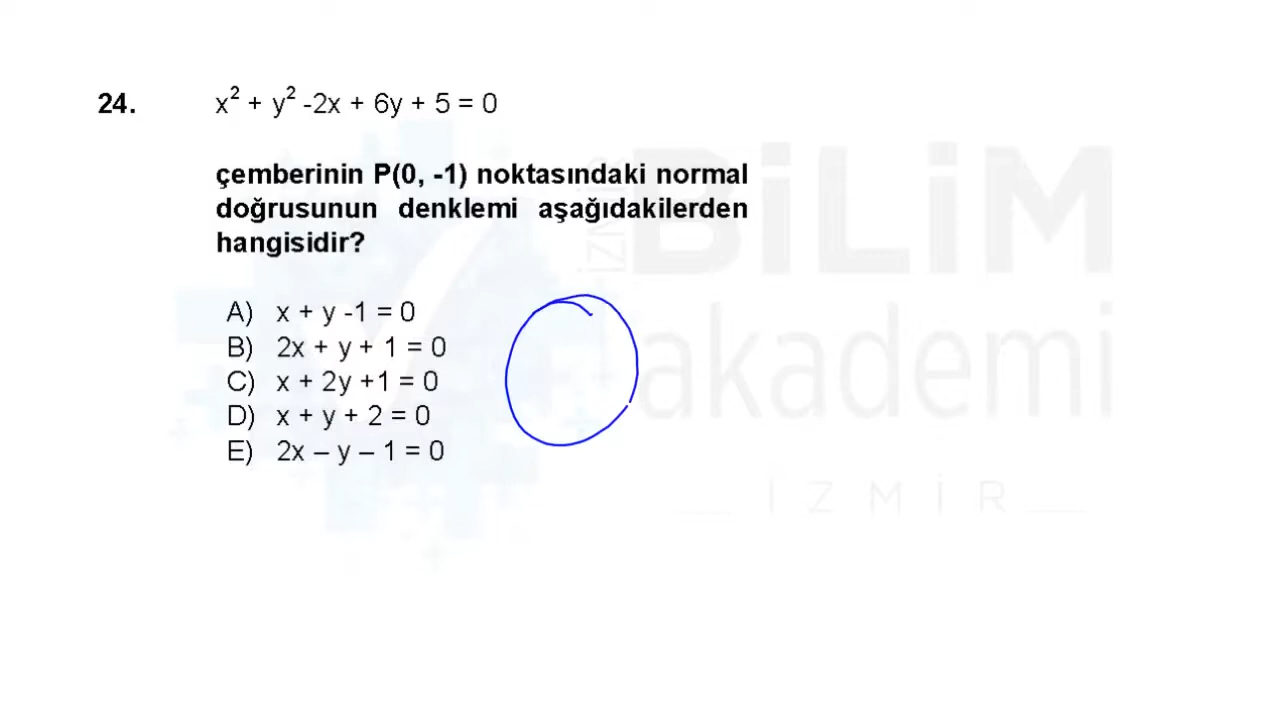 24. x² + y² -2x + 6y + 5 = 0
çemberinin P(0, -1) noktasındaki normal
doğrusunun denklemi aşağıdakilerden
hangisidir?
A) x + y -1 = 0
B) 2x + y + 1 = 0
C) x + 2y +1 = 0
D) x + y + 2 = 0
E) 2x – y – 1 = 0
İZMİR
BİLİM
akademi
İZMİR